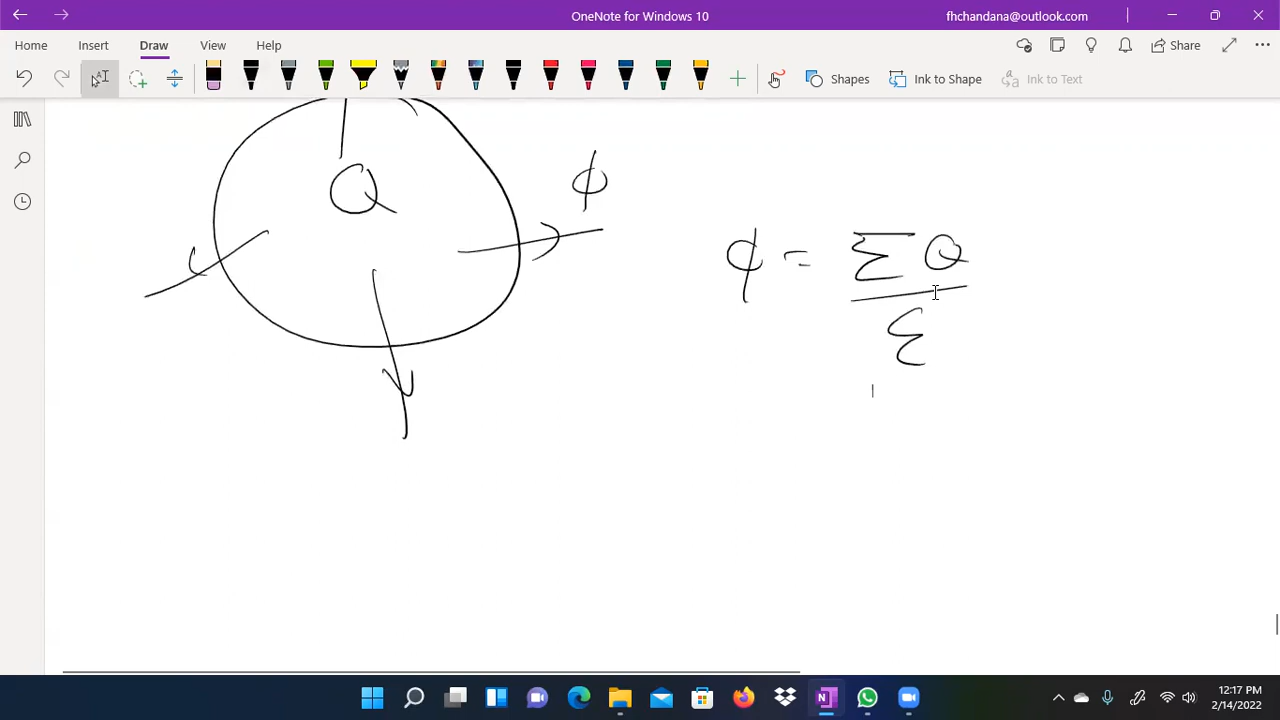 OneNote for Windows 10
fhchandana@outlook.com
Home Insert Draw View Help
Share
Shapes
Ink to Shape
Ink to Text
Q
ϕ
ϕ = ΣQ / ε
12:17 PM
2/14/2022